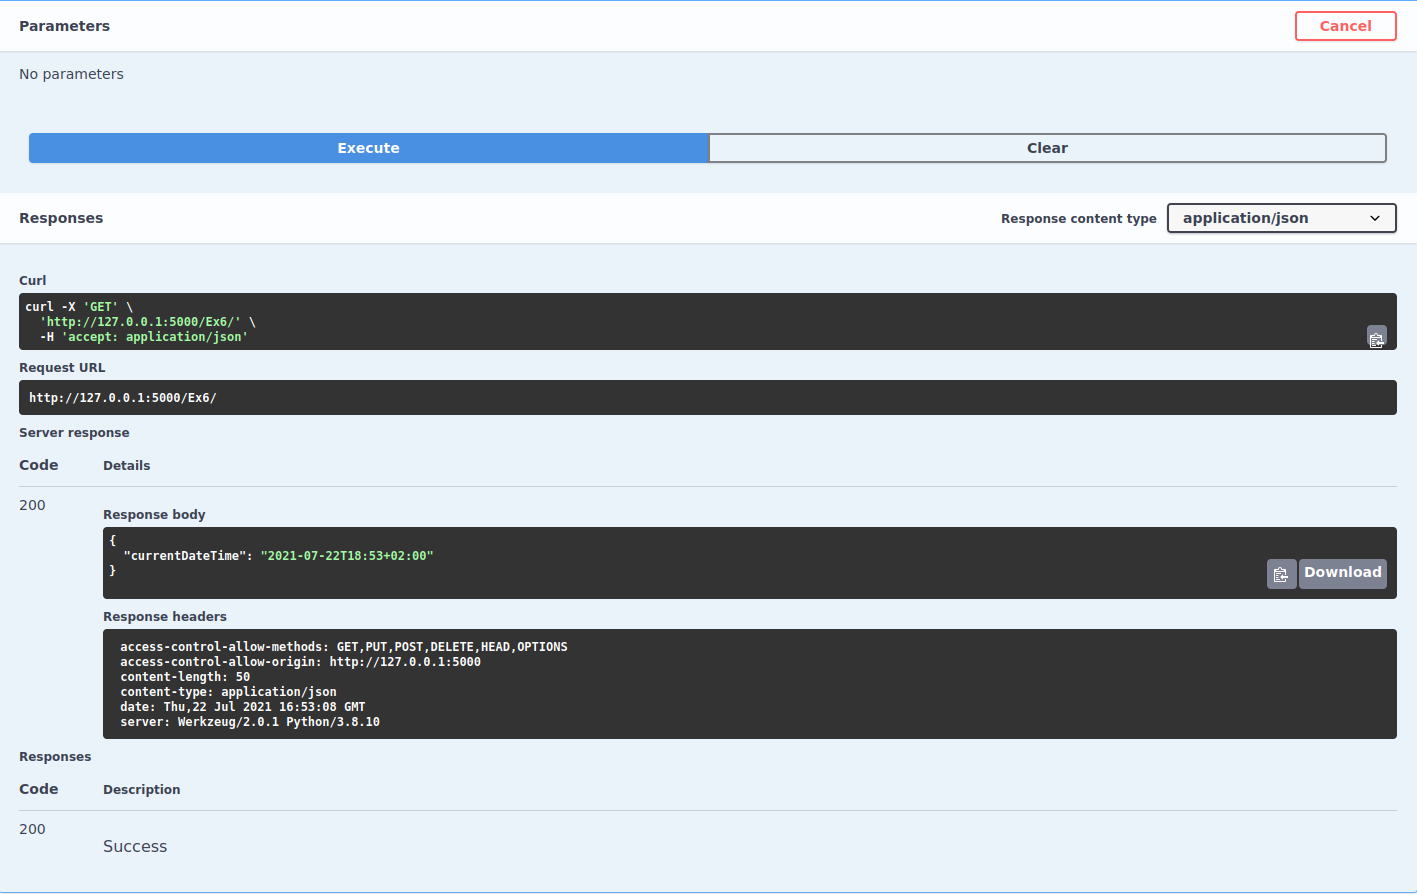 Parameters
Cancel
No parameters
Execute
Clear
Responses
Response content type
application/json
Curl
curl -X 'GET' \
  'http://127.0.0.1:5000/Ex6/' \
  -H 'accept: application/json'
Request URL
http://127.0.0.1:5000/Ex6/
Server response
Code
Details
200
Response body
{
  "currentDateTime": "2021-07-22T18:53+02:00"
}
Download
Response headers
access-control-allow-methods: GET,PUT,POST,DELETE,HEAD,OPTIONS
access-control-allow-origin: http://127.0.0.1:5000
content-length: 50
content-type: application/json
date: Thu,22 Jul 2021 16:53:08 GMT
server: Werkzeug/2.0.1 Python/3.8.10
Responses
Code
Description
200
Success